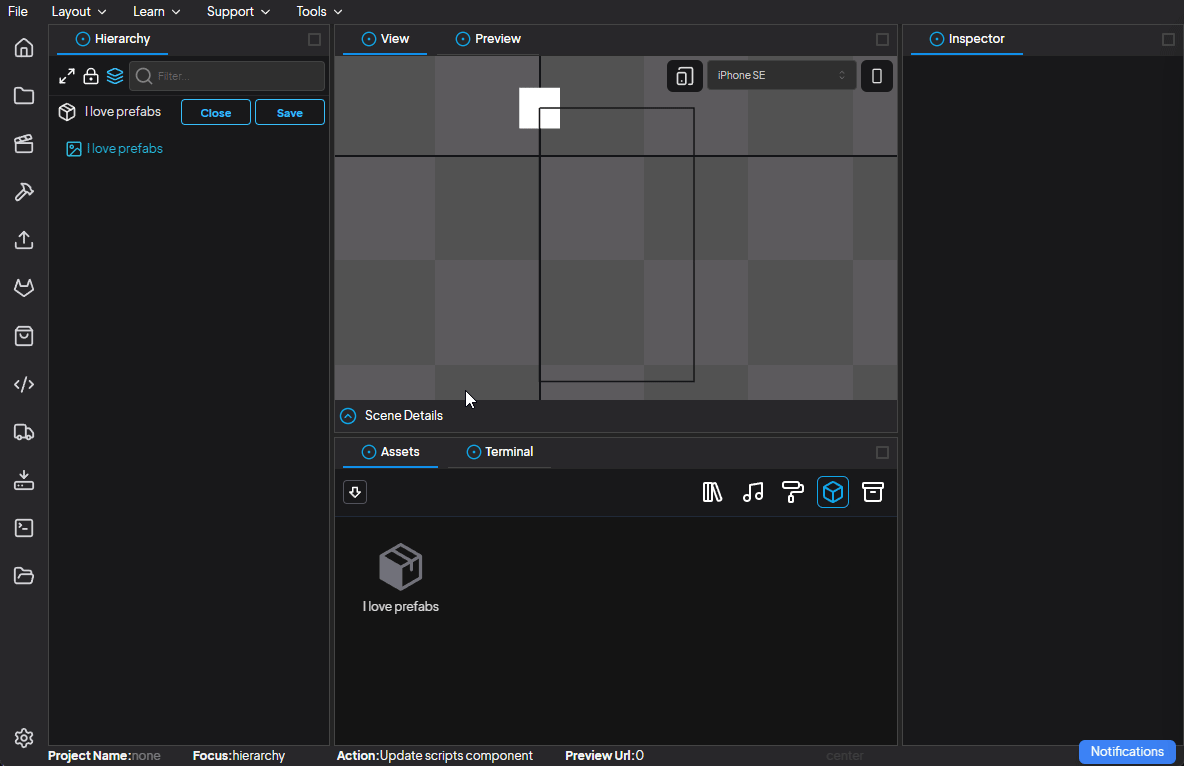 File Layout Learn Support Tools
Hierarchy
View Preview
Inspector
Filter...
iPhone SE
I love prefabs Close Save
I love prefabs
Scene Details
Assets Terminal
I love prefabs
Project Name:none Focus:hierarchy Action:Update scripts component Preview Url:0 center
Notifications